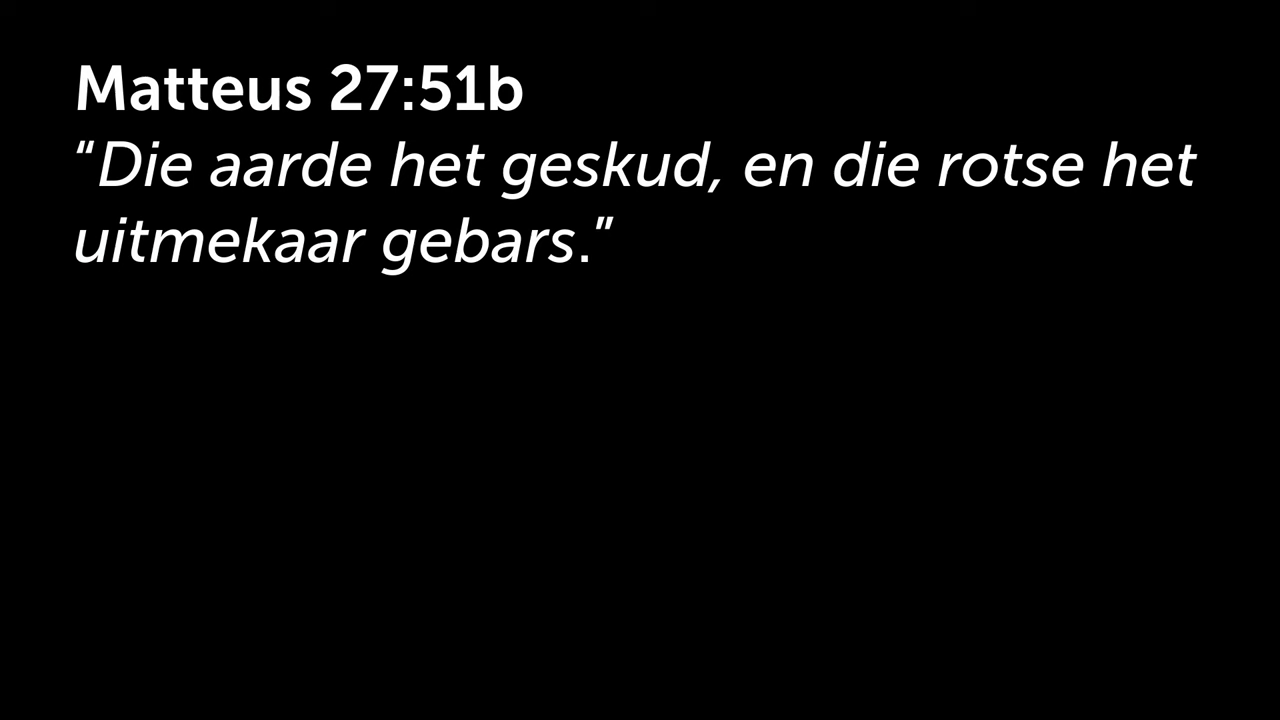 Matteus 27:51b
“Die aarde het geskud, en die rotse het
uitmekaar gebars.”